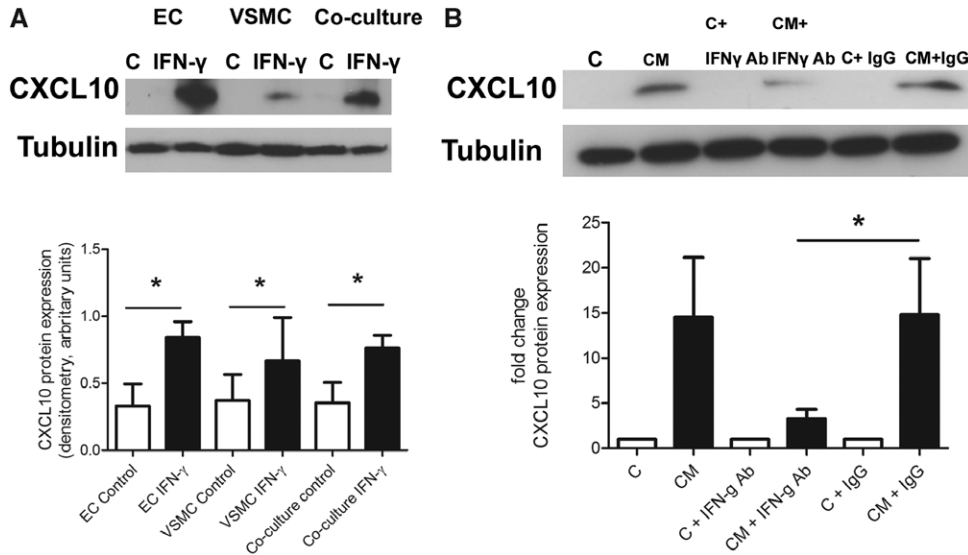 A
EC VSMC Co-culture
C IFN-γ C IFN-γ C IFN-γ
CXCL10
Tubulin
CXCL10 protein expression
(densitometry, arbritary units)
1.5
1.0
0.5
0.0
* * *
EC Control
EC IFN-γ
VSMC Control
VSMC IFN-γ
Co-culture control
Co-culture IFN-γ
B
C+ CM+
C CM IFNγ Ab IFNγ Ab C+ IgG CM+IgG
CXCL10
Tubulin
fold change
CXCL10 protein expression
25
20
15
10
5
0
*
C
CM
C + IFN-g Ab
CM + IFN-g Ab
C + IgG
CM + IgG